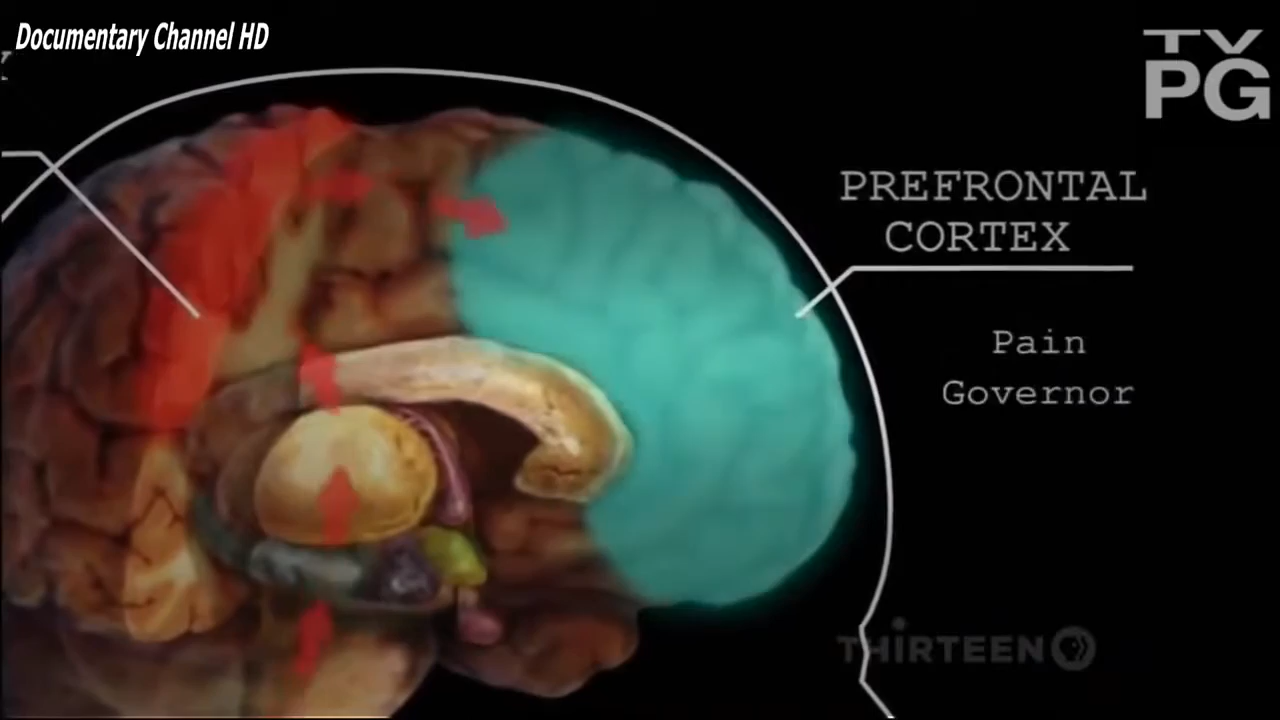 Documentary Channel HD
TV
PG
PREFRONTAL
CORTEX
Pain
Governor
THIRTEEN